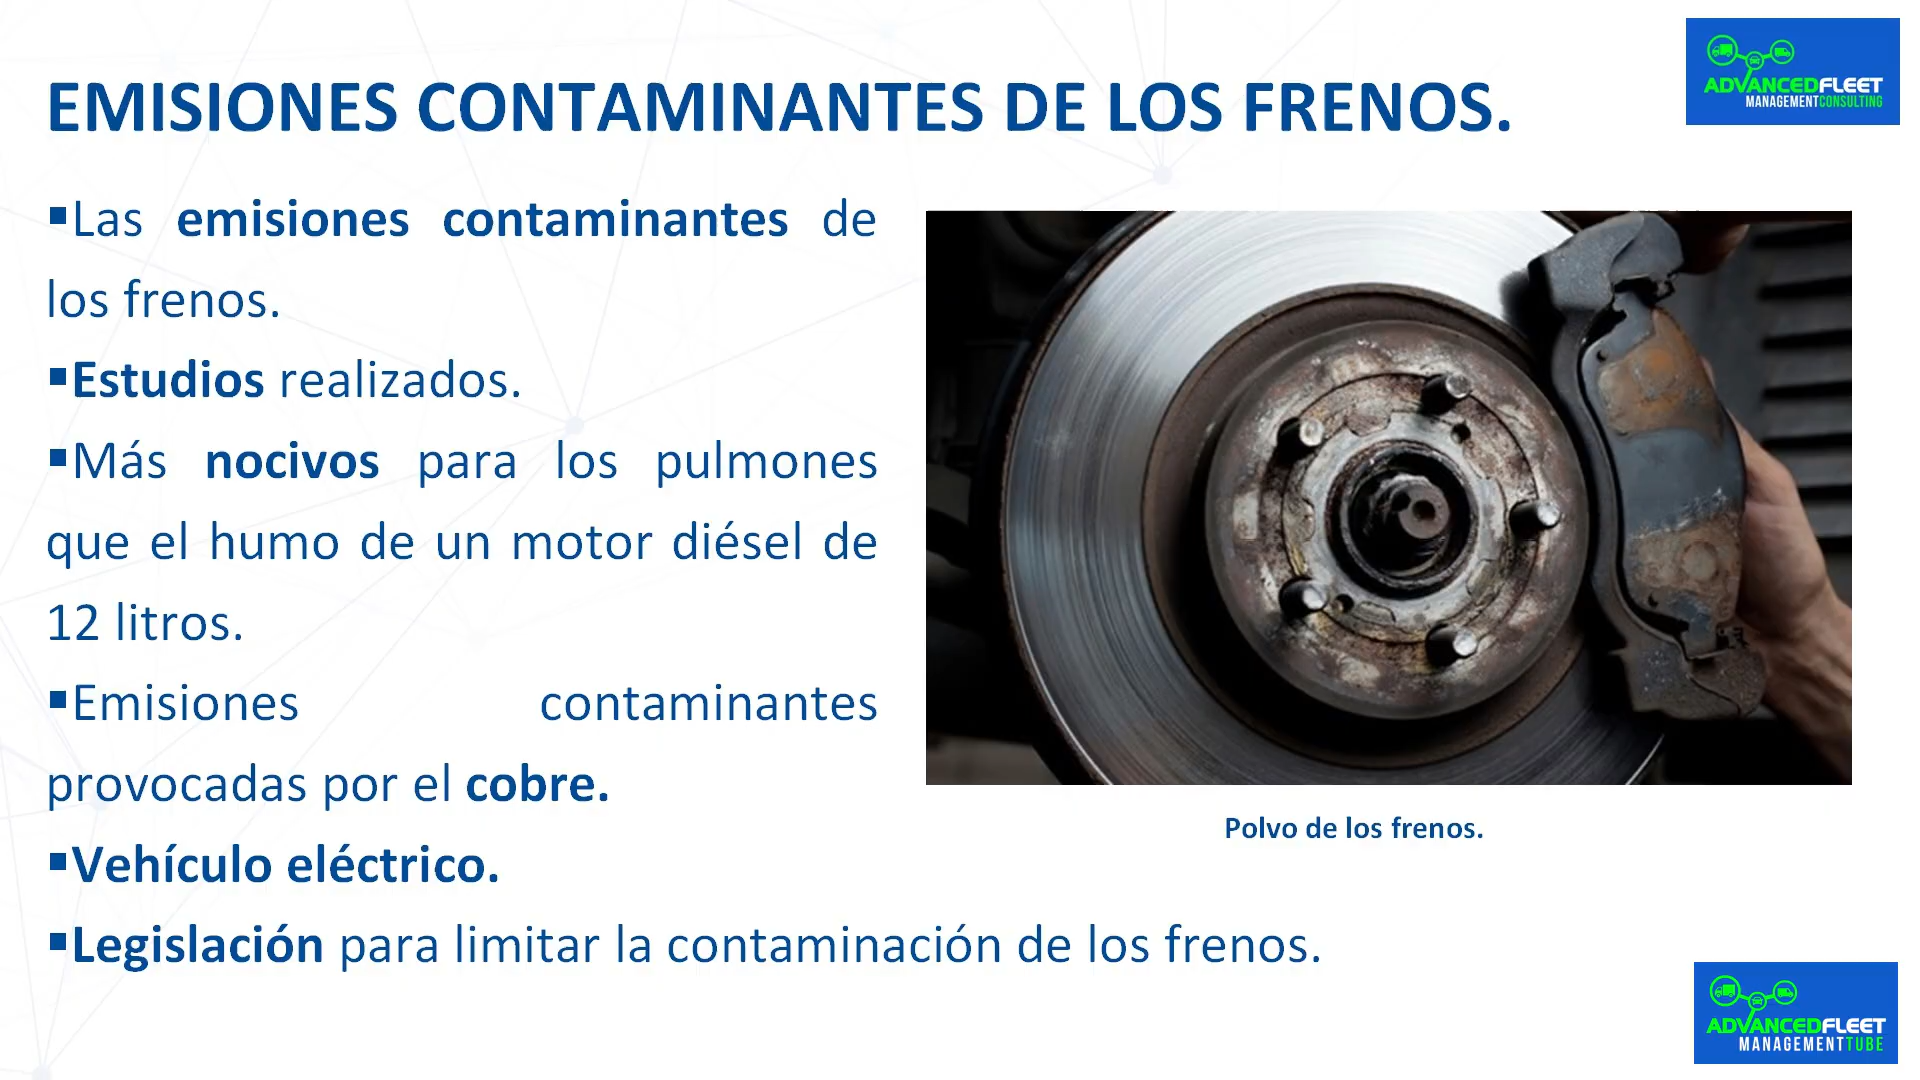 EMISIONES CONTAMINANTES DE LOS FRENOS.
ADVANCEDFLEET
MANAGEMENTCONSULTING
▪Las emisiones contaminantes de
los frenos.
▪Estudios realizados.
▪Más nocivos para los pulmones
que el humo de un motor diésel de
12 litros.
▪Emisiones contaminantes
provocadas por el cobre.
Polvo de los frenos.
▪Vehículo eléctrico.
▪Legislación para limitar la contaminación de los frenos.
ADVANCEDFLEET
MANAGEMENTTUBE